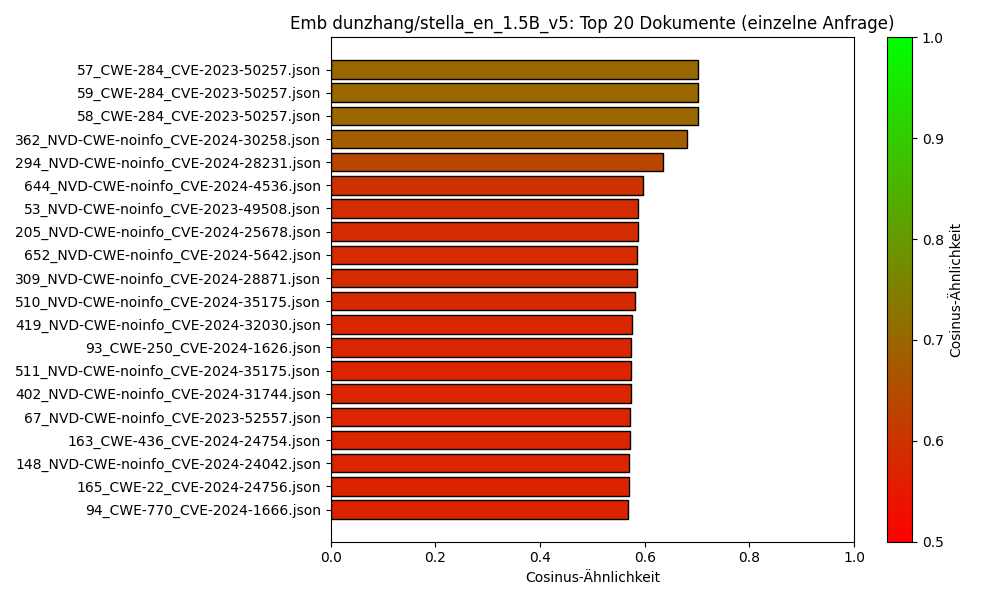 Emb dunzhang/stella_en_1.5B_v5: Top 20 Dokumente (einzelne Anfrage)
57_CWE-284_CVE-2023-50257.json
59_CWE-284_CVE-2023-50257.json
58_CWE-284_CVE-2023-50257.json
362_NVD-CWE-noinfo_CVE-2024-30258.json
294_NVD-CWE-noinfo_CVE-2024-28231.json
644_NVD-CWE-noinfo_CVE-2024-4536.json
53_NVD-CWE-noinfo_CVE-2023-49508.json
205_NVD-CWE-noinfo_CVE-2024-25678.json
652_NVD-CWE-noinfo_CVE-2024-5642.json
309_NVD-CWE-noinfo_CVE-2024-28871.json
510_NVD-CWE-noinfo_CVE-2024-35175.json
419_NVD-CWE-noinfo_CVE-2024-32030.json
93_CWE-250_CVE-2024-1626.json
511_NVD-CWE-noinfo_CVE-2024-35175.json
402_NVD-CWE-noinfo_CVE-2024-31744.json
67_NVD-CWE-noinfo_CVE-2023-52557.json
163_CWE-436_CVE-2024-24754.json
148_NVD-CWE-noinfo_CVE-2024-24042.json
165_CWE-22_CVE-2024-24756.json
94_CWE-770_CVE-2024-1666.json
0.0 0.2 0.4 0.6 0.8 1.0
Cosinus-Ähnlichkeit
1.0
0.9
0.8
0.7
0.6
0.5
Cosinus-Ähnlichkeit